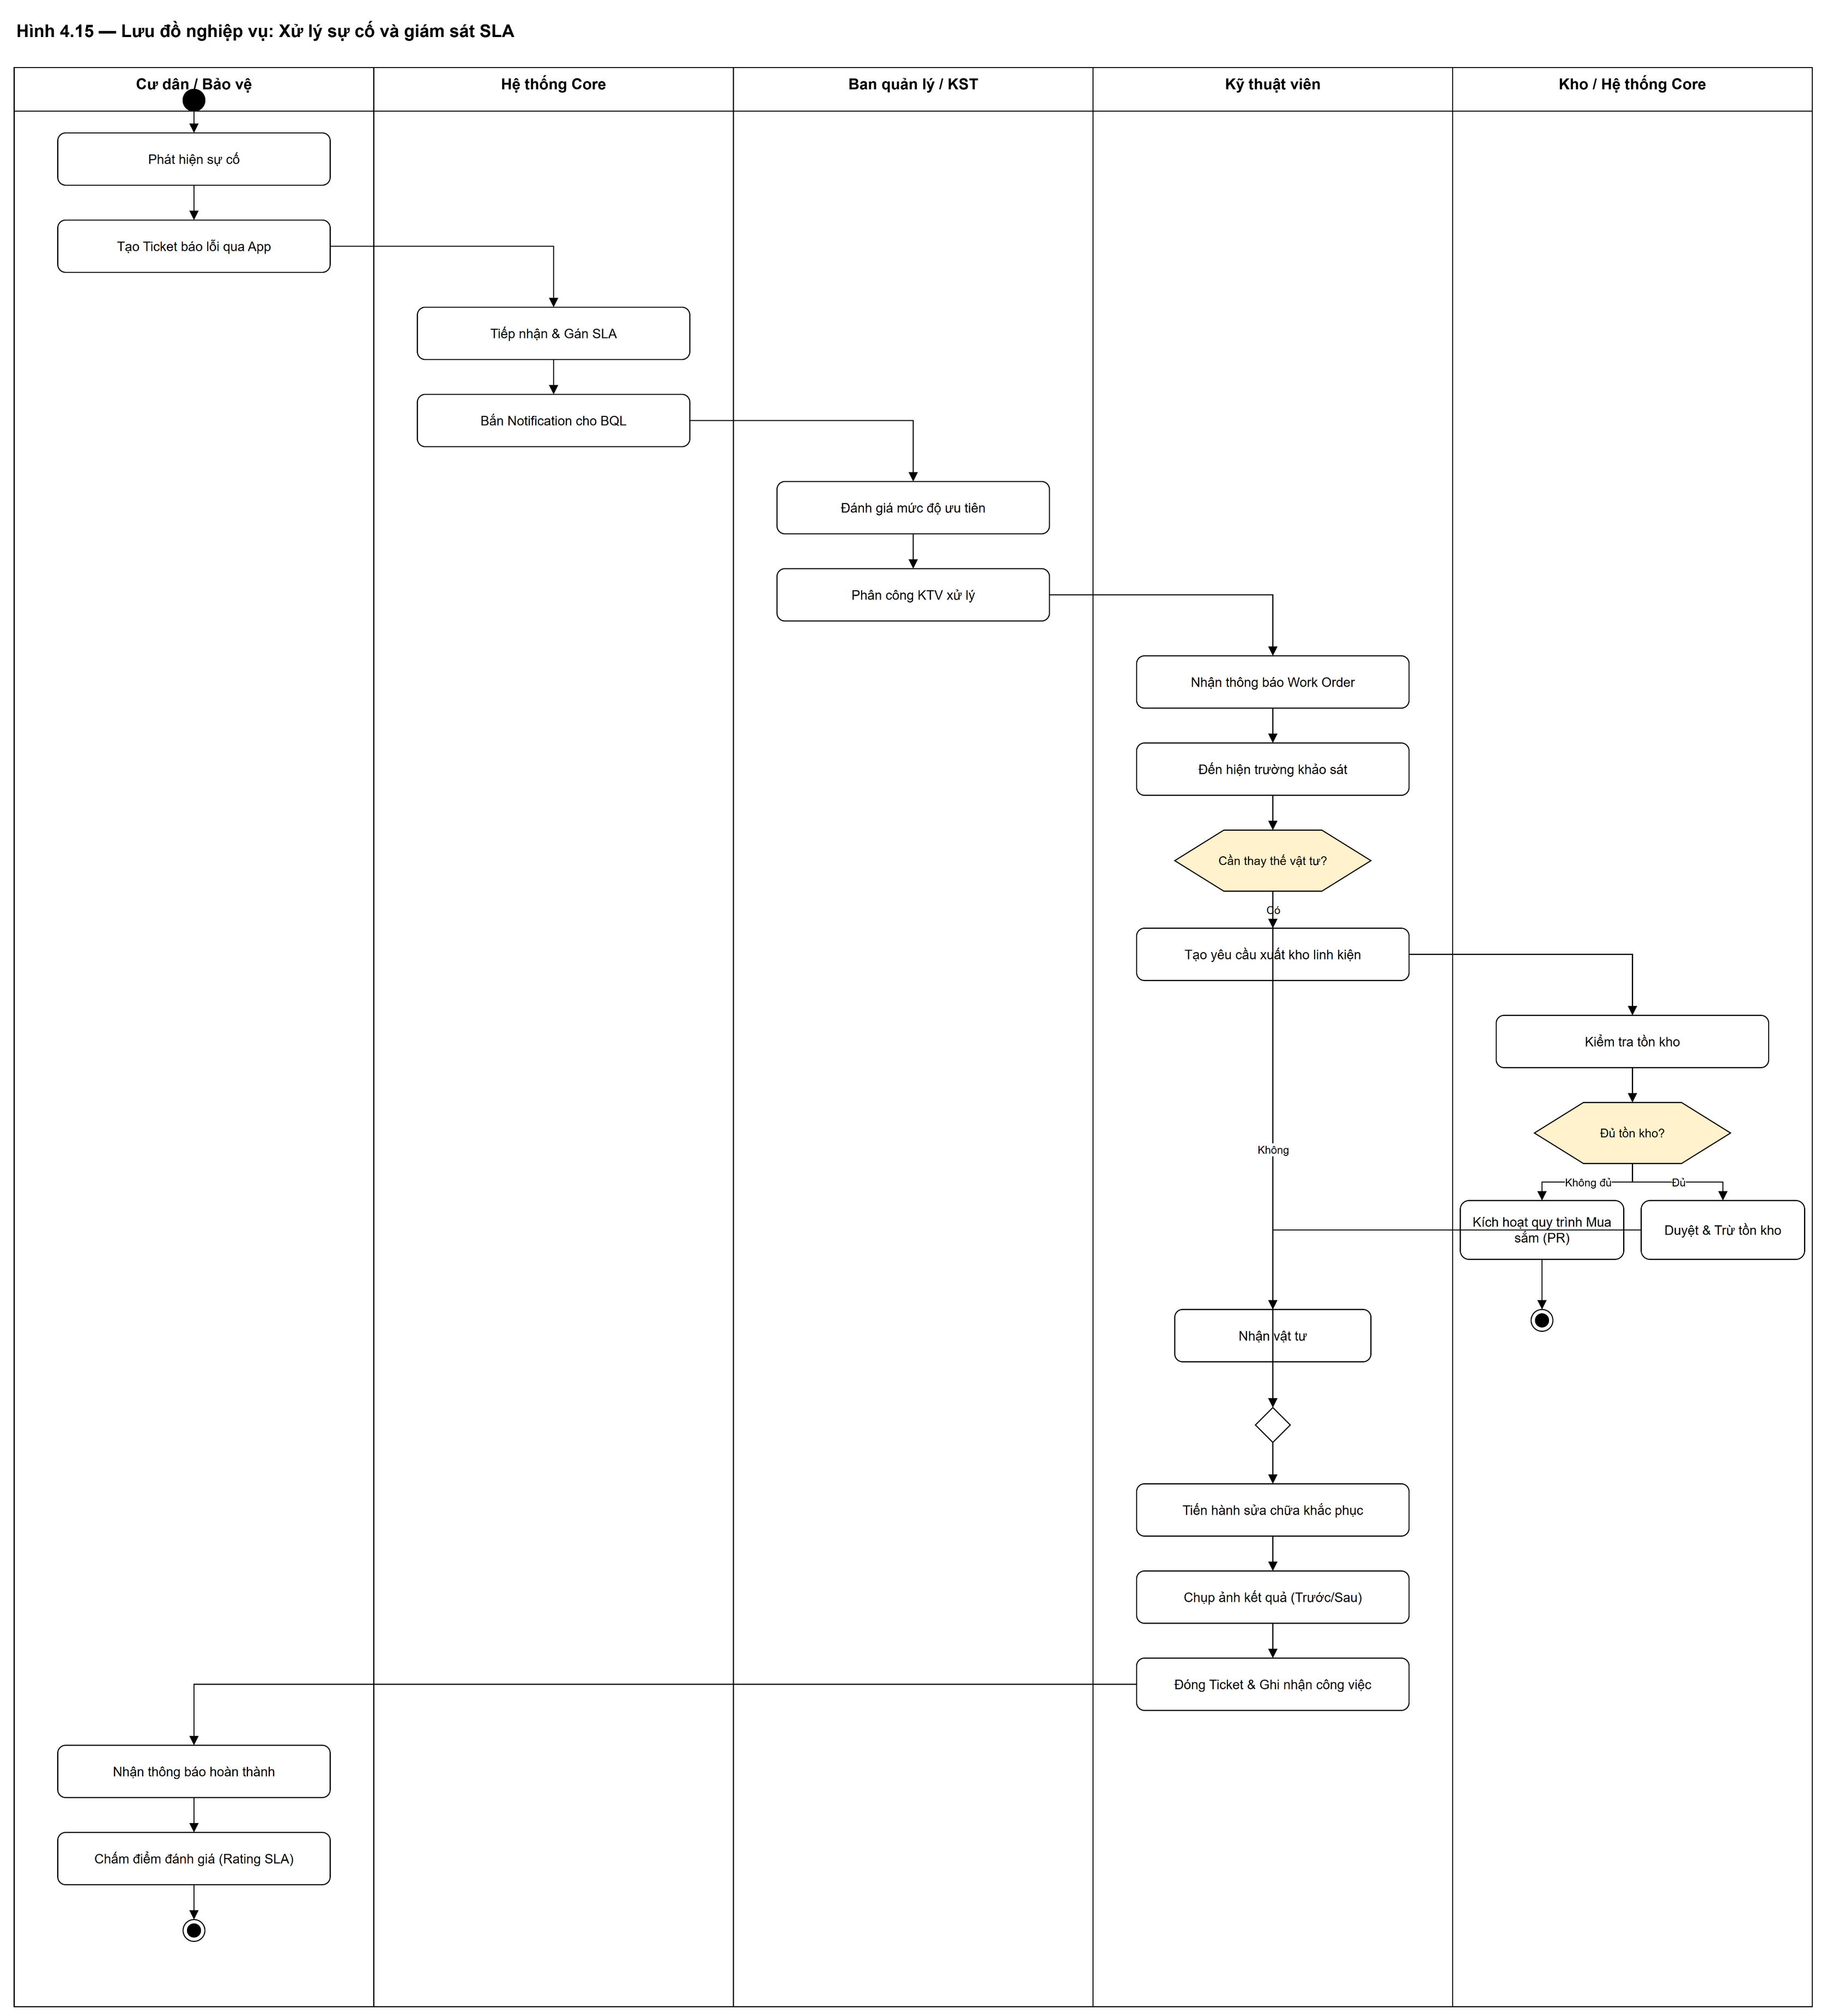 Hình 4.15 — Lưu đồ nghiệp vụ: Xử lý sự cố và giám sát SLA
Cư dân / Bảo vệ
Hệ thống Core
Ban quản lý / KST
Kỹ thuật viên
Kho / Hệ thống Core
Phát hiện sự cố
Tạo Ticket báo lỗi qua App
Tiếp nhận & Gán SLA
Bắn Notification cho BQL
Đánh giá mức độ ưu tiên
Phân công KTV xử lý
Nhận thông báo Work Order
Đến hiện trường khảo sát
Cần thay thế vật tư?
Có
Tạo yêu cầu xuất kho linh kiện
Kiểm tra tồn kho
Đủ tồn kho?
Không
Không đủ
Đủ
Kích hoạt quy trình Mua
sắm (PR)
Duyệt & Trừ tồn kho
Nhận vật tư
Tiến hành sửa chữa khắc phục
Chụp ảnh kết quả (Trước/Sau)
Đóng Ticket & Ghi nhận công việc
Nhận thông báo hoàn thành
Chấm điểm đánh giá (Rating SLA)